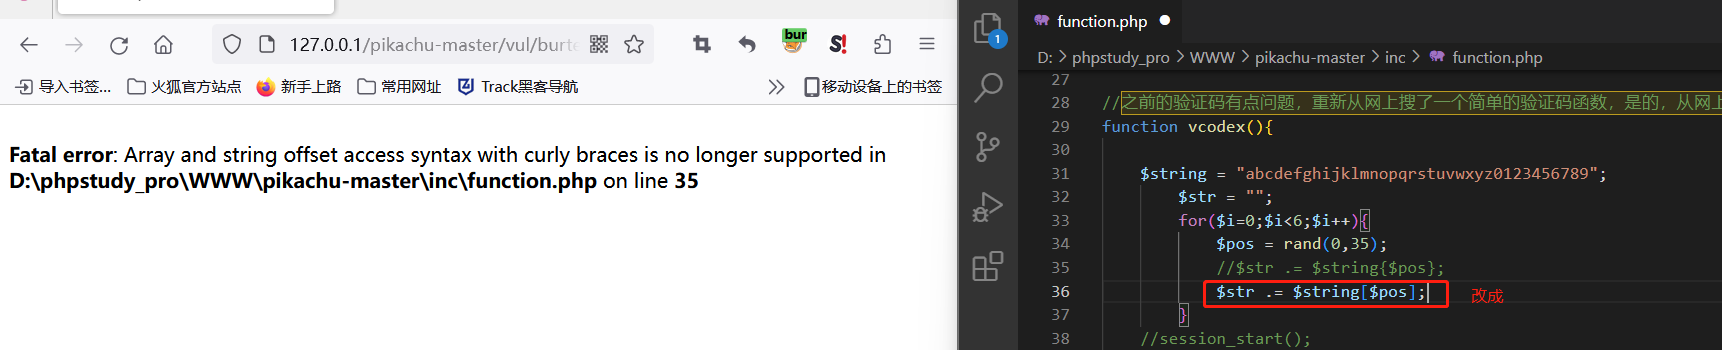 127.0.0.1/pikachu-master/vul/burte
bur
S!
导入书签... 火狐官方站点 新手上路 常用网址 Track黑客导航 移动设备上的书签
Fatal error: Array and string offset access syntax with curly braces is no longer supported in
D:\phpstudy_pro\WWW\pikachu-master\inc\function.php on line 35
1
function.php
D: > phpstudy_pro > WWW > pikachu-master > inc > function.php
27
28 //之前的验证码有点问题，重新从网上搜了一个简单的验证码函数，是的，从网上
29 function vcodex(){
30
31 $string = "abcdefghijklmnopqrstuvwxyz0123456789";
32 $str = "";
33 for($i=0;$i<6;$i++){
34 $pos = rand(0,35);
35 //$str .= $string{$pos};
36 $str .= $string[$pos]; 改成
37 }
38 //session_start();